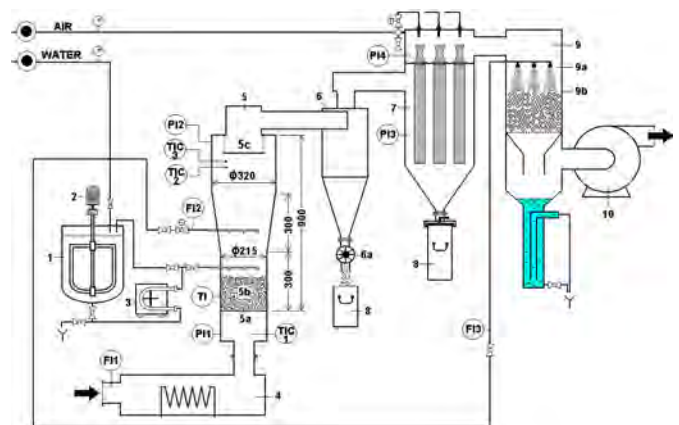 AIR
WATER
PI4
9
9a
9b
5
6
7
PI2
5c
TIC
3
TIC
2
PI3
Φ320
2
FI2
300
900
10
1
Φ215
6a
8
3
TI
5b
300
8
5a
PI1
TIC
1
FI3
FI1
4